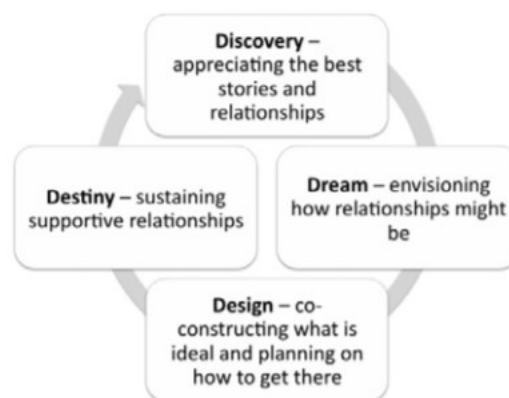 Discovery –
appreciating the best
stories and
relationships
Dream – envisioning
how relationships might
be
Design – co-
constructing what is
ideal and planning on
how to get there
Destiny – sustaining
supportive relationships